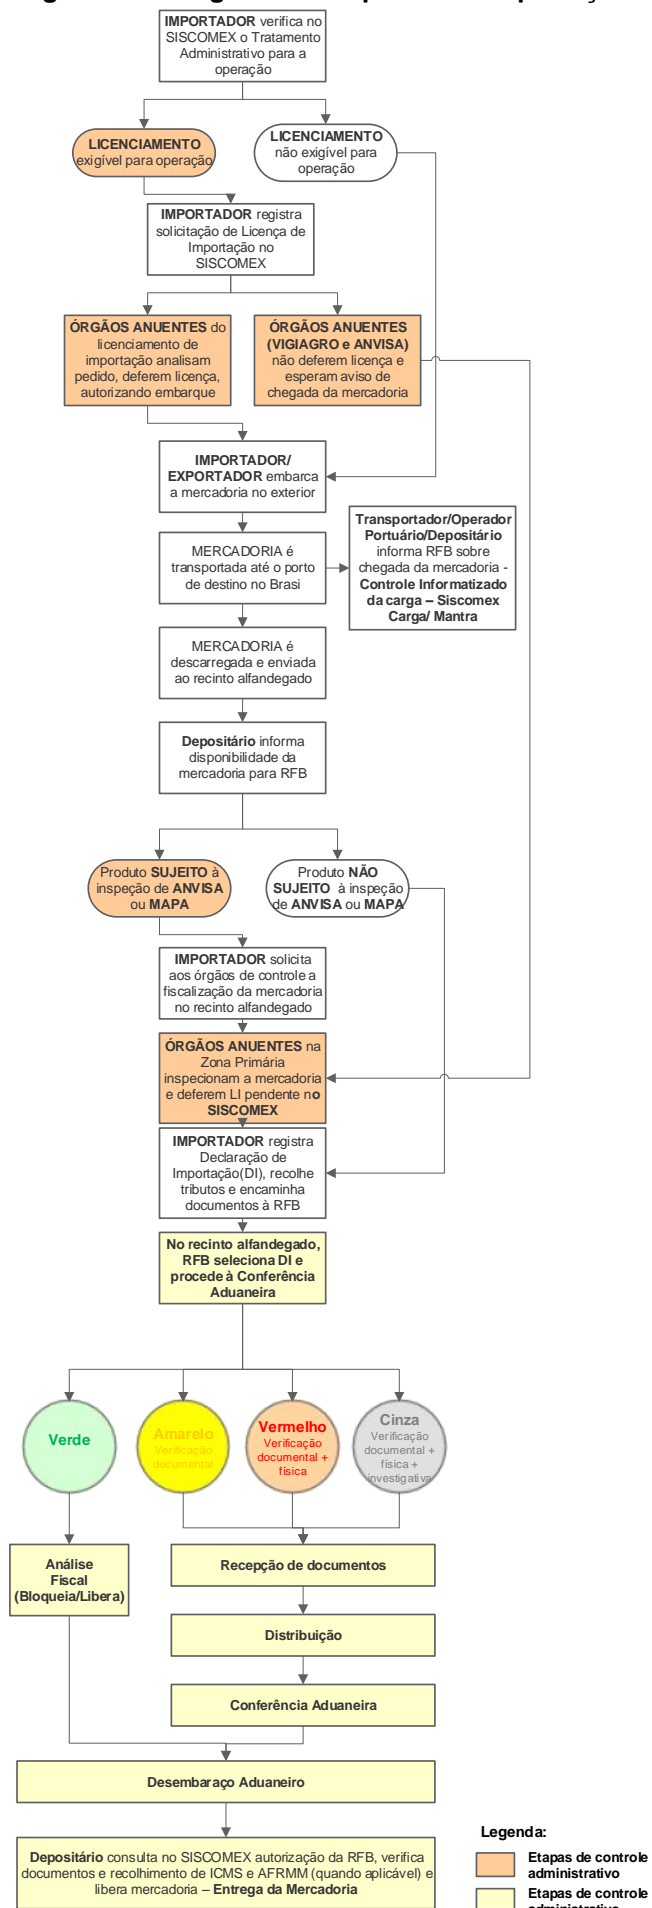 IMPORTADOR verifica no
SISCOMEX o Tratamento
Administrativo para a
operação
LICENCIAMENTO
exigível para operação
LICENCIAMENTO
não exigível para
operação
IMPORTADOR registra
solicitação de Licença de
Importação no
SISCOMEX
ÓRGÃOS ANUENTES do
licenciamento de
importação analisam
pedido, deferem licença,
autorizando embarque
ÓRGÃOS ANUENTES
(VIGIAGRO e ANVISA)
não deferem licença e
esperam aviso de
chegada da mercadoria
IMPORTADOR/
EXPORTADOR embarca
a mercadoria no exterior
MERCADORIA é
transportada até o porto
de destino no Brasi
Transportador/Operador
Portuário/Depositário
informa RFB sobre
chegada da mercadoria -
Controle Informatizado
da carga – Siscomex
Carga/ Mantra
MERCADORIA é
descarregada e enviada
ao recinto alfandegado
Depositário informa
disponibilidade da
mercadoria para RFB
Produto SUJEITO à
inspeção de ANVISA
ou MAPA
Produto NÃO
SUJEITO à inspeção
de ANVISA ou MAPA
IMPORTADOR solicita
aos órgãos de controle a
fiscalização da mercadoria
no recinto alfandegado
ÓRGÃOS ANUENTES na
Zona Primária
inspecionam a mercadoria
e deferem LI pendente no
SISCOMEX
IMPORTADOR registra
Declaração de
Importação(DI), recolhe
tributos e encaminha
documentos à RFB
No recinto alfandegado,
RFB seleciona DI e
procede à Conferência
Aduaneira
Verde
Amarelo
Verificação
documental
Vermelho
Verificação
documental +
física
Cinza
Verificação
documental +
física +
investigativa
Análise
Fiscal
(Bloqueia/Libera)
Recepção de documentos
Distribuição
Conferência Aduaneira
Desembaraço Aduaneiro
Depositário consulta no SISCOMEX autorização da RFB, verifica
documentos e recolhimento de ICMS e AFRMM (quando aplicável) e
libera mercadoria – Entrega da Mercadoria
Legenda:
Etapas de controle
administrativo
Etapas de controle